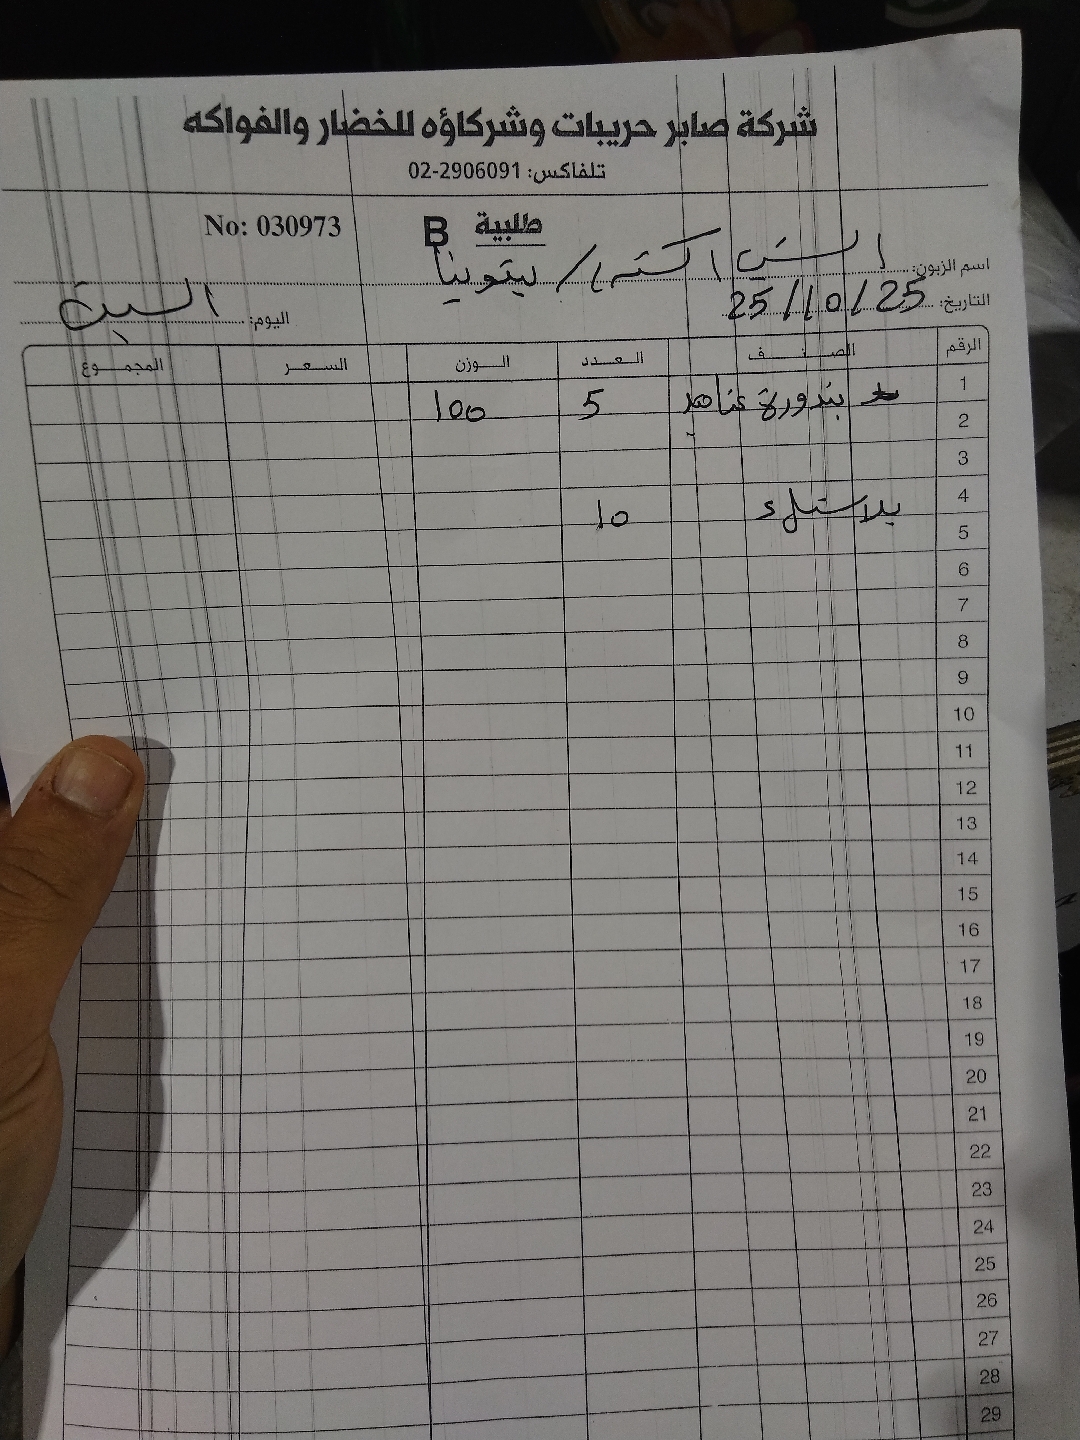 شركة صابر حريبات وشركاؤه للخضار والفواكه
تلفاكس: 02-2906091
No: 030973
طلبية B
اسم الزبون: / بيتونيا
التاريخ: 25/10/25
اليوم: السبت
الرقم الصنف العدد الوزن السعر المجموع
1 بندورة 5 100
2
3
4 بلاستيك 10
5
6
7
8
9
10
11
12
13
14
15
16
17
18
19
20
21
22
23
24
25
26
27
28
29